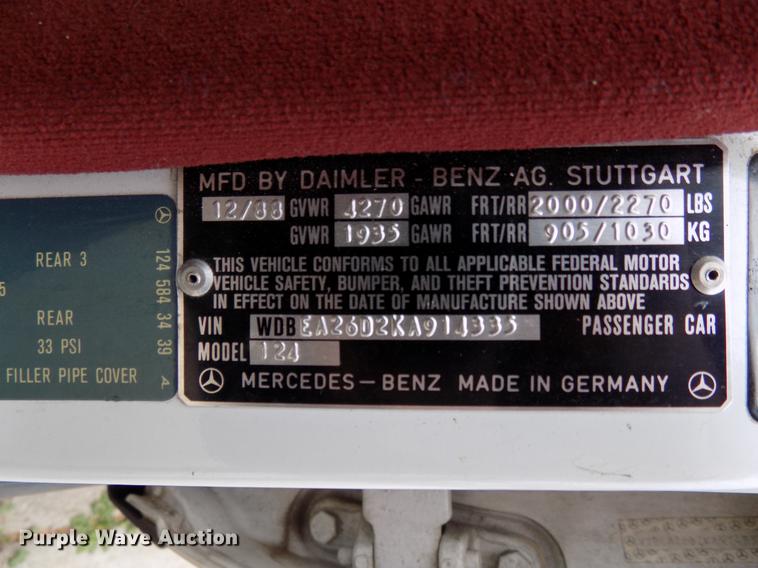 REAR 3
5
REAR
33 PSI
FILLER PIPE COVER
124 584 34 39 A
MFD BY DAIMLER - BENZ AG. STUTTGART
12/88 GVWR 4270 GAWR FRT/RR 2000/2270 LBS
GVWR 1935 GAWR FRT/RR 905/1030 KG
THIS VEHICLE CONFORMS TO ALL APPLICABLE FEDERAL MOTOR
VEHICLE SAFETY, BUMPER, AND THEFT PREVENTION STANDARDS
IN EFFECT ON THE DATE OF MANUFACTURE SHOWN ABOVE
VIN WDBEA26D2KA914335 PASSENGER CAR
MODEL 124
MERCEDES-BENZ MADE IN GERMANY
Purple Wave Auction